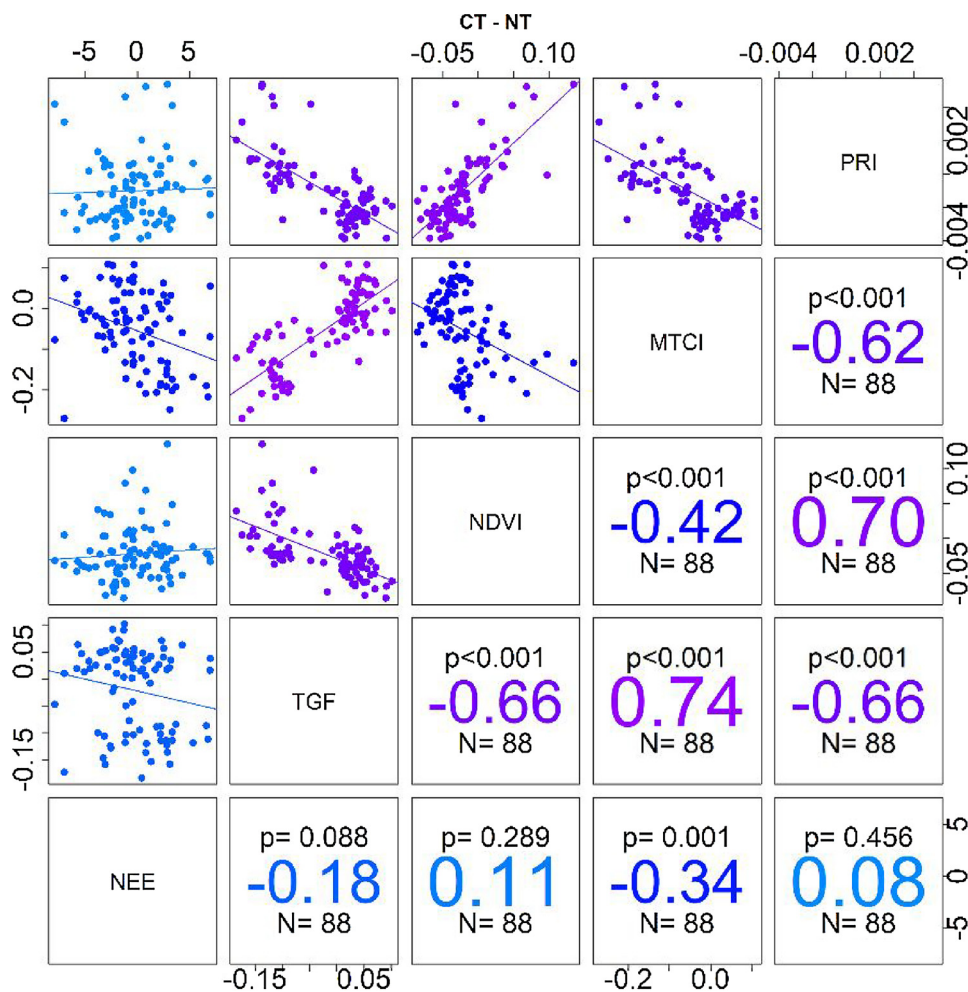 CT - NT
-5 0 5 -0.05 0.10 -0.004 0.002
PRI
0.002
-0.004
0.0
-0.2
MTCI
p<0.001
-0.62
N= 88
NDVI
p<0.001
-0.42
N= 88
p<0.001
0.70
N= 88
0.10
-0.05
0.05
-0.15
TGF
p<0.001
-0.66
N= 88
p<0.001
0.74
N= 88
p<0.001
-0.66
N= 88
NEE
p= 0.088
-0.18
N= 88
p= 0.289
0.11
N= 88
p= 0.001
-0.34
N= 88
p= 0.456
0.08
N= 88
5
0
-5
-0.15 0.05 -0.2 0.0